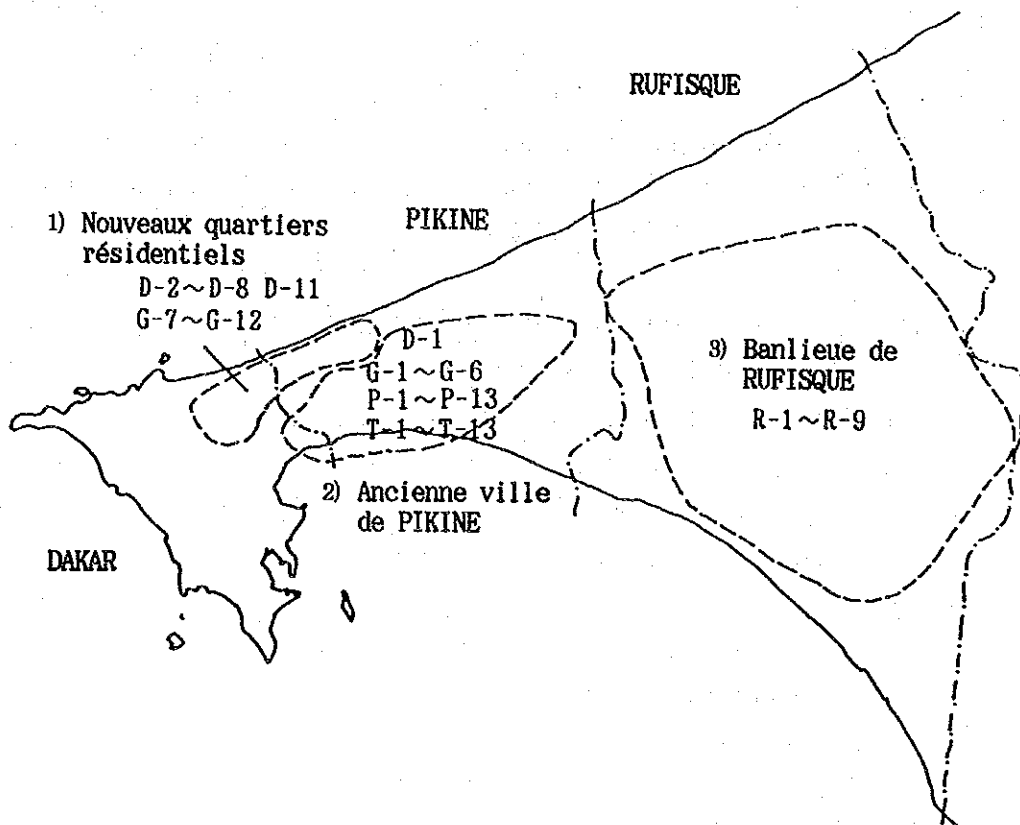 RUFISQUE
PIKINE
1) Nouveaux quartiers
résidentiels
D-2~D-8 D-11
G-7~G-12
D-1
G-1~G-6
P-1~P-13
T-1~T-13
2) Ancienne ville
de PIKINE
3) Banlieue de
RUFISQUE
R-1~R-9
DAKAR